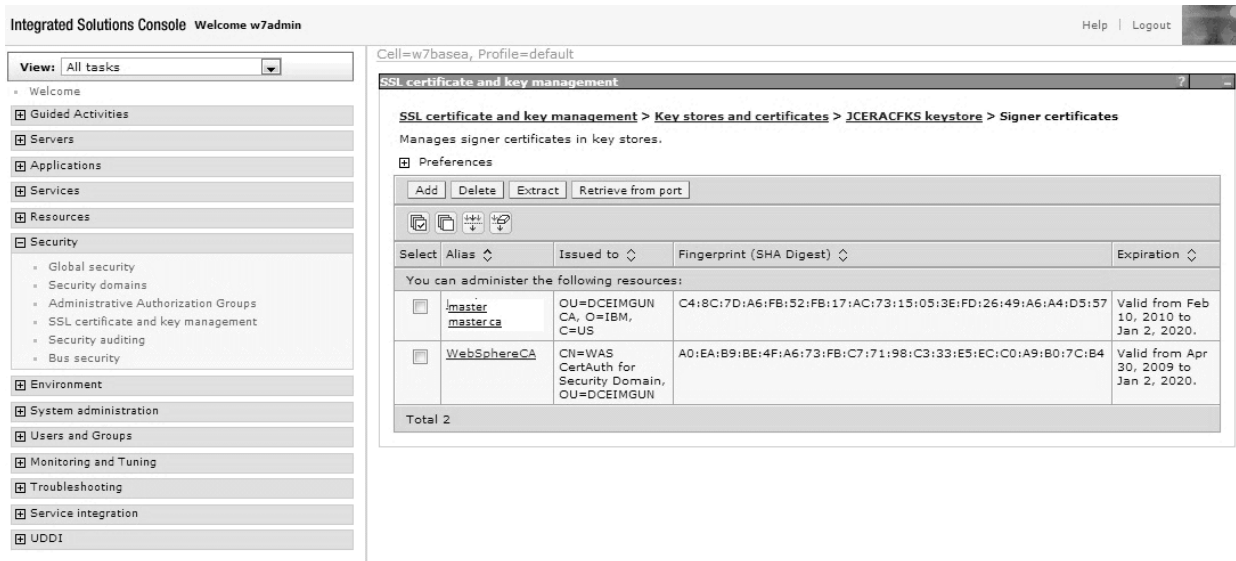 Integrated Solutions Console Welcome w7admin
Help | Logout
View: All tasks
Welcome
Guided Activities
Servers
Applications
Services
Resources
Security
Global security
Security domains
Administrative Authorization Groups
SSL certificate and key management
Security auditing
Bus security
Environment
System administration
Users and Groups
Monitoring and Tuning
Troubleshooting
Service integration
UDDI
Cell=w7basea, Profile=default
SSL certificate and key management ? _
SSL certificate and key management > Key stores and certificates > JCERACFKS keystore > Signer certificates
Manages signer certificates in key stores.
Preferences
Add Delete Extract Retrieve from port
Select Alias Issued to Fingerprint (SHA Digest) Expiration
You can administer the following resources:
master
master ca
OU=DCEIMGUN
CA, O=IBM,
C=US
C4:8C:7D:A6:FB:52:FB:17:AC:73:15:05:3E:FD:26:49:A6:A4:D5:57
Valid from Feb
10, 2010 to
Jan 2, 2020.
WebSphereCA
CN=WAS
CertAuth for
Security Domain,
OU=DCEIMGUN
A0:EA:B9:BE:4F:A6:73:FB:C7:71:98:C3:33:E5:EC:C0:A9:B0:7C:B4
Valid from Apr
30, 2009 to
Jan 2, 2020.
Total 2